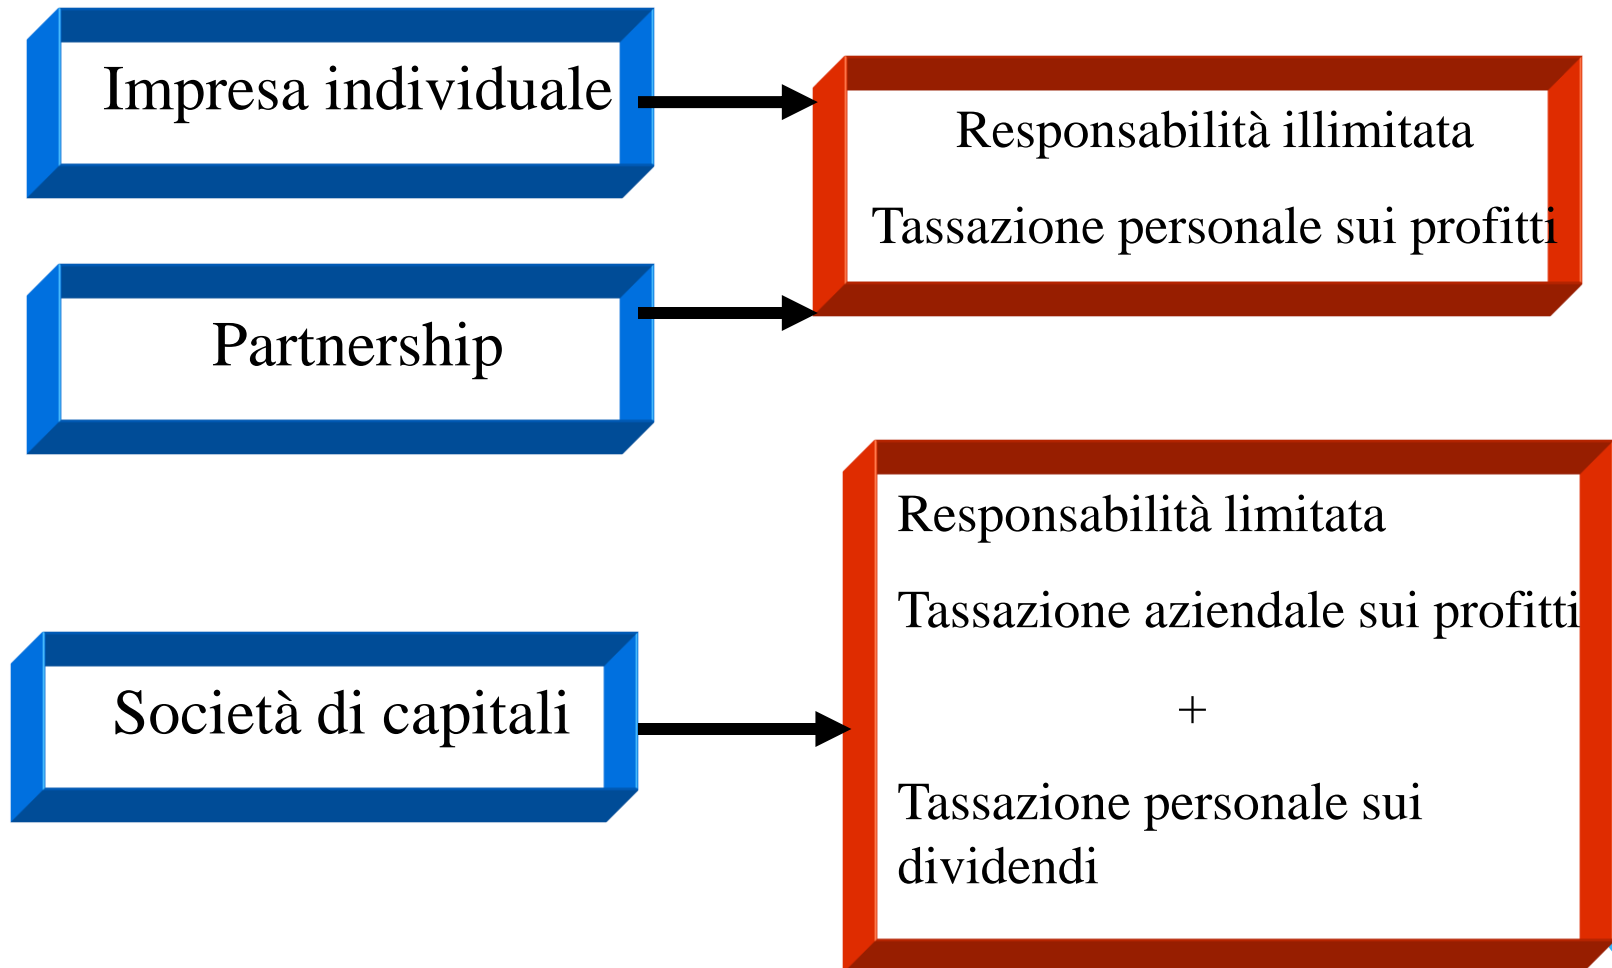 Impresa individuale
Responsabilità illimitata
Tassazione personale sui profitti
Partnership
Responsabilità limitata
Tassazione aziendale sui profitti
+
Società di capitali
Tassazione personale sui
dividendi